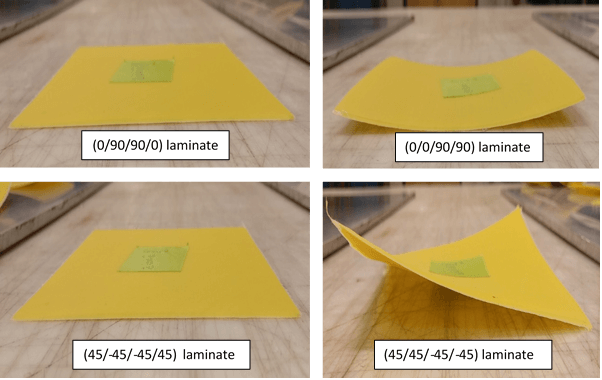 (0/90/90/0) laminate
(0/0/90/90) laminate
(45/-45/-45/45) laminate
(45/45/-45/-45) laminate